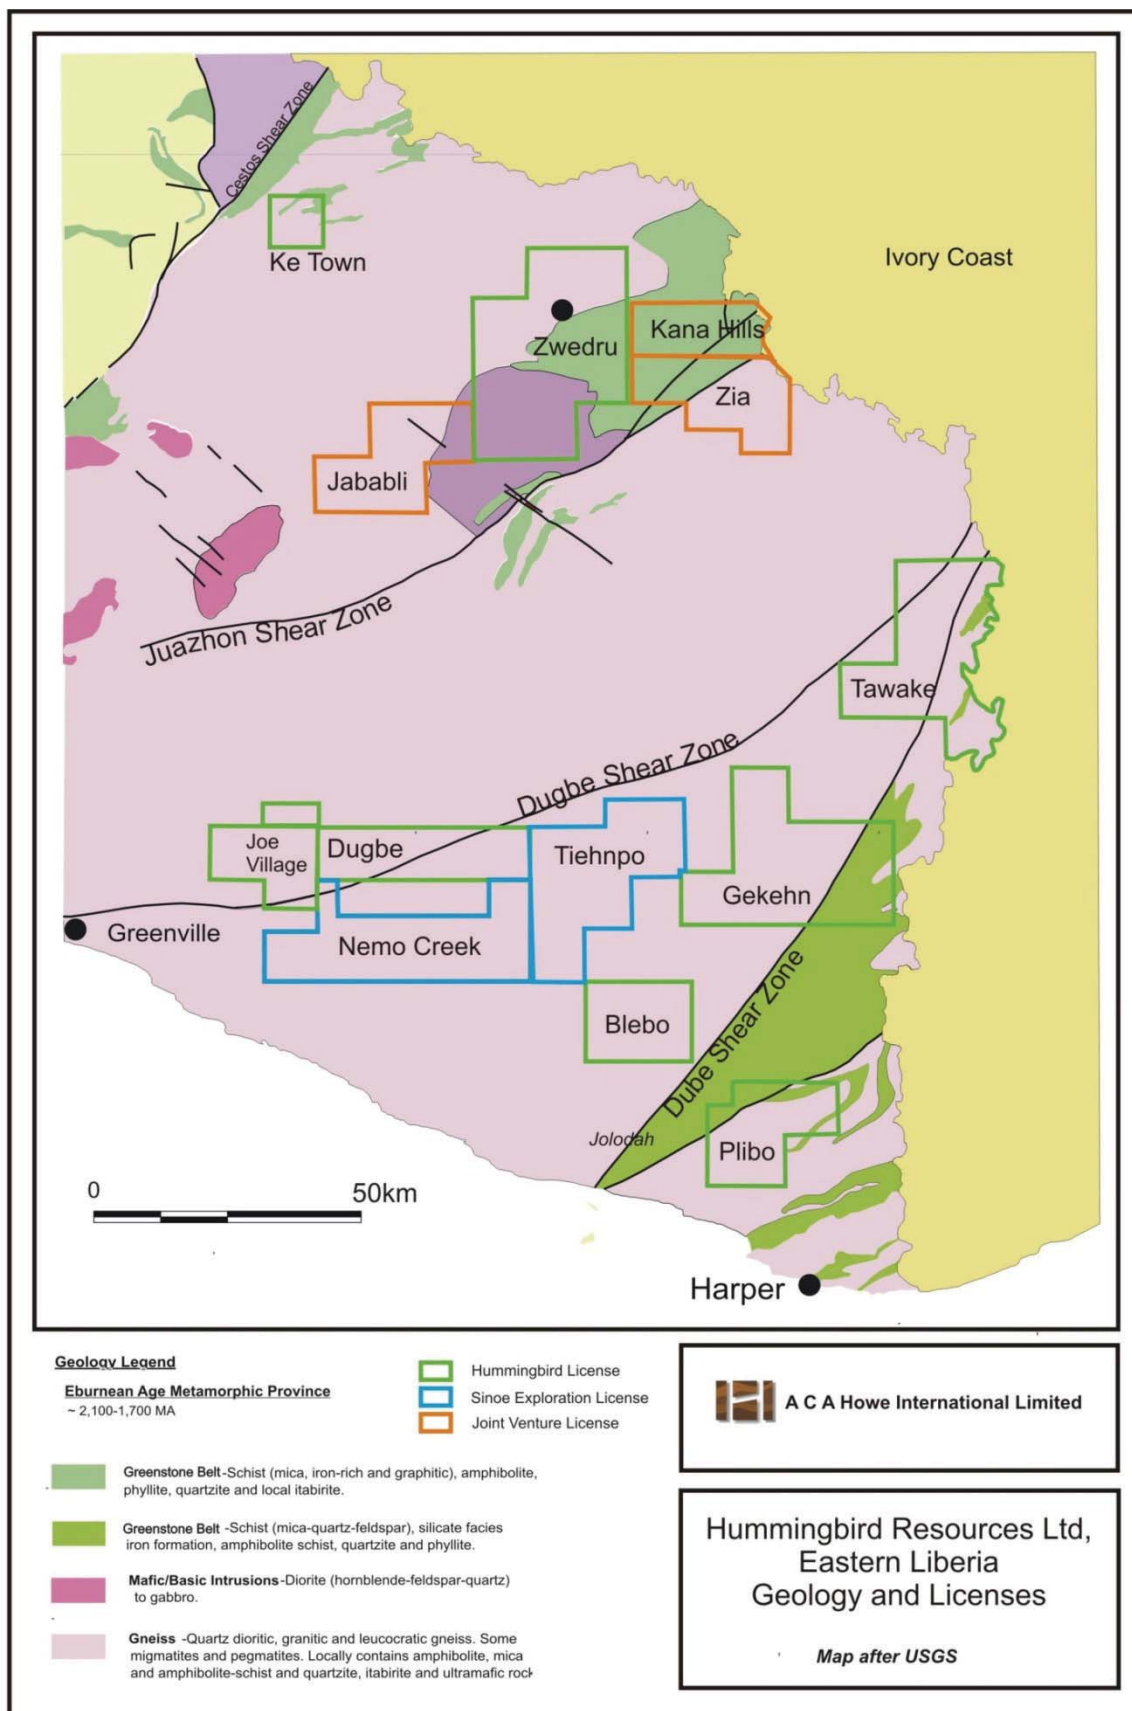 Cestos Shear Zone
Ke Town
Ivory Coast
Kana Hills
Zwedru
Zia
Jababli
Juazhon Shear Zone
Tawake
Dugbe Shear Zone
Joe
Village
Dugbe
Tiehnpo
Gekehn
Greenville
Nemo Creek
Blebo
Dube Shear Zone
Jolodah
Plibo
0
50km
Harper
Geology Legend
Eburnean Age Metamorphic Province
~ 2,100-1,700 MA
Hummingbird License
Sinoe Exploration License
Joint Venture License
Greenstone Belt -Schist (mica, iron-rich and graphitic), amphibolite,
phyllite, quartzite and local itabirite.
Greenstone Belt -Schist (mica-quartz-feldspar), silicate facies
iron formation, amphibolite schist, quartzite and phyllite.
Mafic/Basic Intrusions -Diorite (hornblende-feldspar-quartz)
to gabbro.
Gneiss -Quartz dioritic, granitic and leucocratic gneiss. Some
migmatites and pegmatites. Locally contains amphibolite, mica
and amphibolite-schist and quartzite, itabirite and ultramafic rock
A C A Howe International Limited
Hummingbird Resources Ltd,
Eastern Liberia
Geology and Licenses
Map after USGS